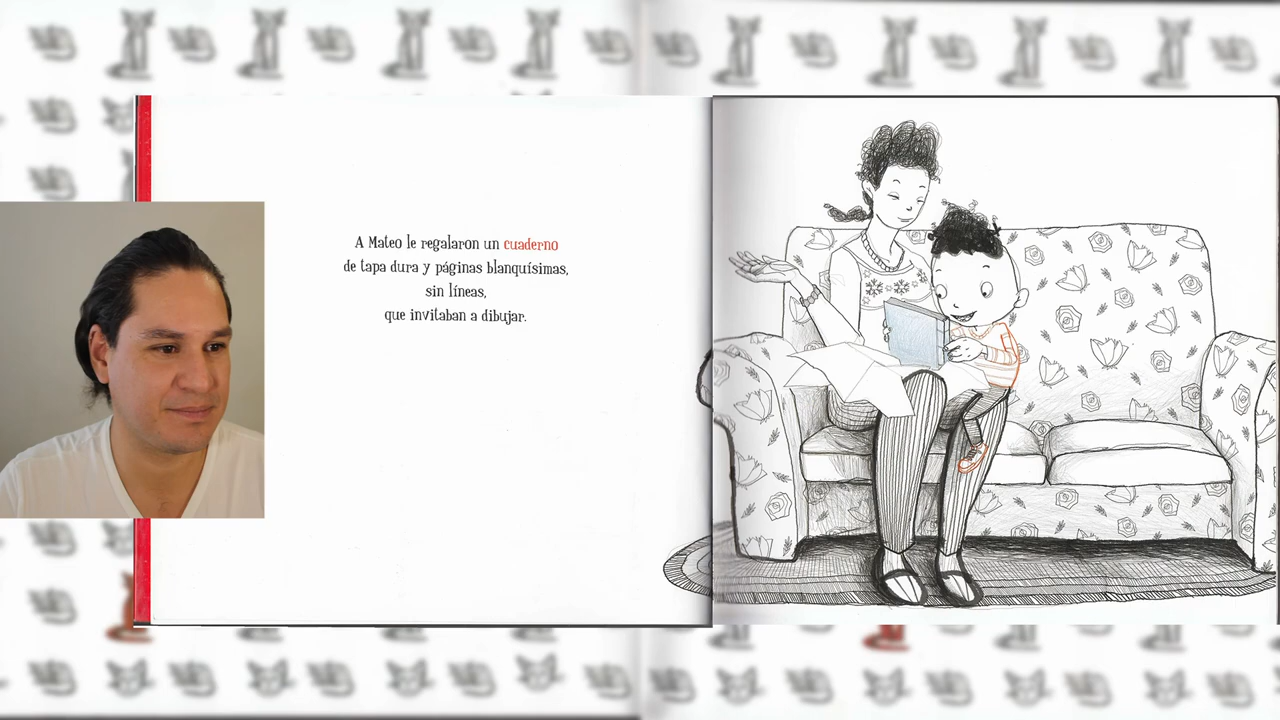 A Mateo le regalaron un cuaderno
de tapa dura y páginas blanquísimas,
sin líneas,
que invitaban a dibujar.